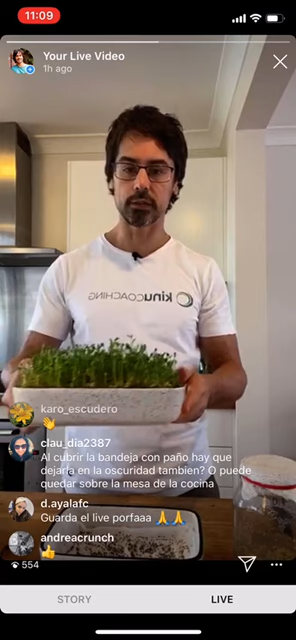 11:09
Your Live Video
1h ago
kinuCOACHING
karo_escudero
👋
clau_dia2387
Al cubrir la bandeja con paño hay que
dejarla en la oscuridad tambien? O puede
quedar sobre la mesa de la cocina
d.ayalafc
Guarda el live porfaaa 🙏🙏
andreacrunch
👍
554
STORY
LIVE